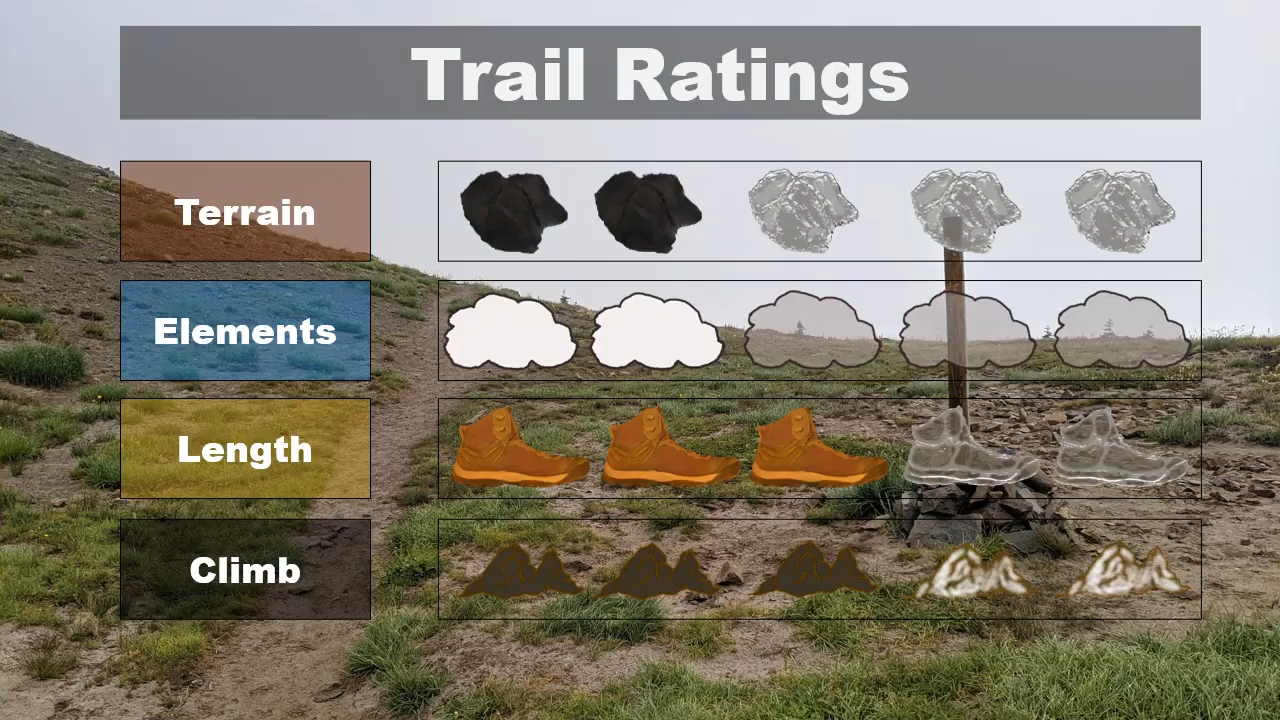 Trail Ratings
Terrain
Elements
Length
Climb